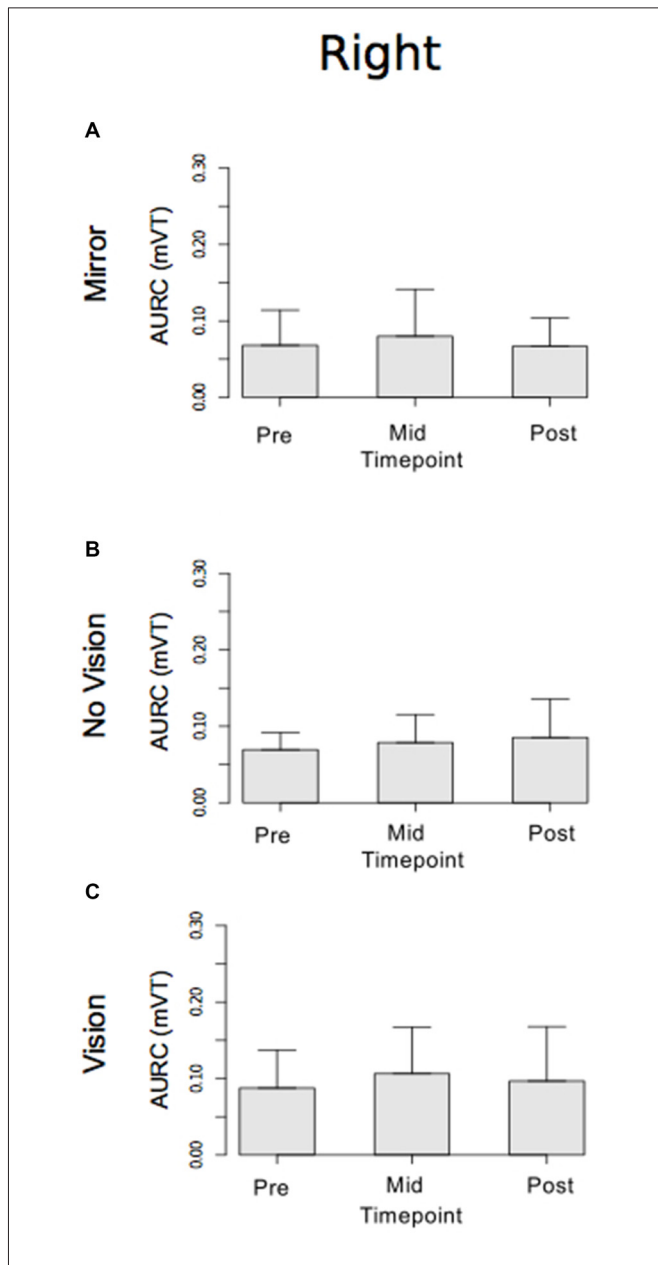 Right
A
Mirror
AURC (mVT)
0.30
0.20
0.10
0.00
Pre Mid Post
Timepoint
B
No Vision
AURC (mVT)
0.30
0.20
0.10
0.00
Pre Mid Post
Timepoint
C
Vision
AURC (mVT)
0.30
0.20
0.10
0.00
Pre Mid Post
Timepoint